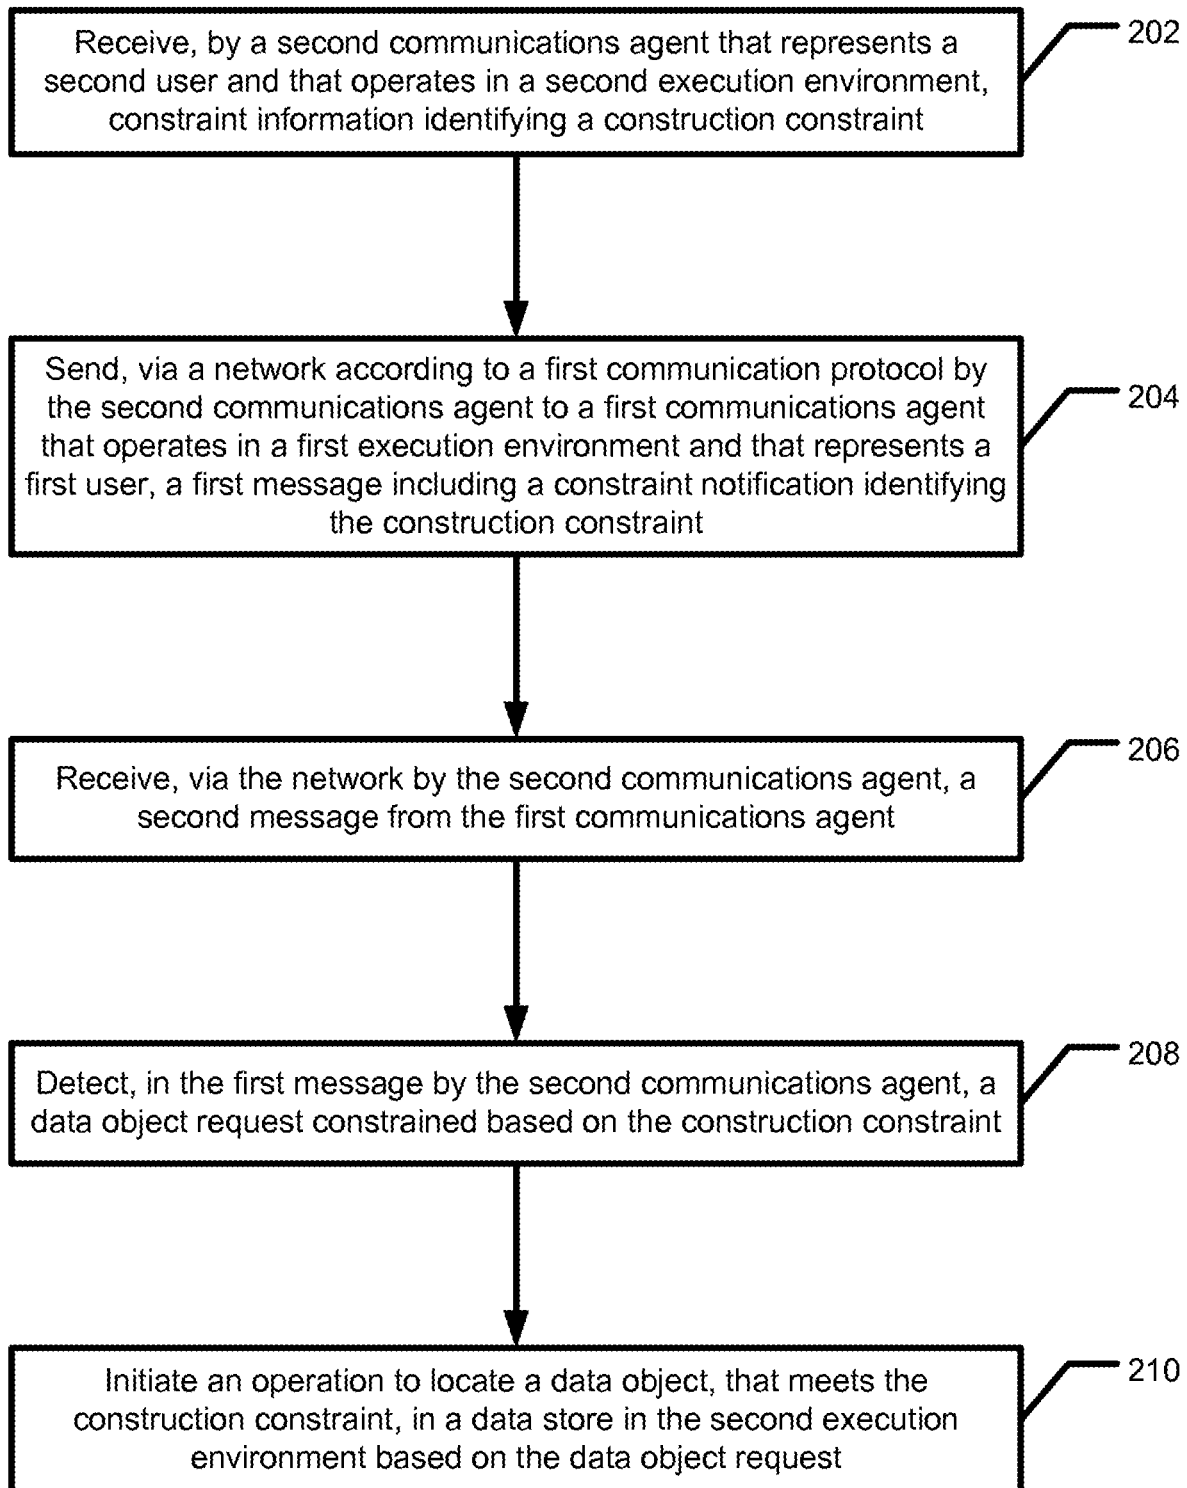 Receive, by a second communications agent that represents a
second user and that operates in a second execution environment,
constraint information identifying a construction constraint
202
Send, via a network according to a first communication protocol by
the second communications agent to a first communications agent
that operates in a first execution environment and that represents a
first user, a first message including a constraint notification identifying
the construction constraint
204
Receive, via the network by the second communications agent, a
second message from the first communications agent
206
Detect, in the first message by the second communications agent, a
data object request constrained based on the construction constraint
208
Initiate an operation to locate a data object, that meets the
construction constraint, in a data store in the second execution
environment based on the data object request
210